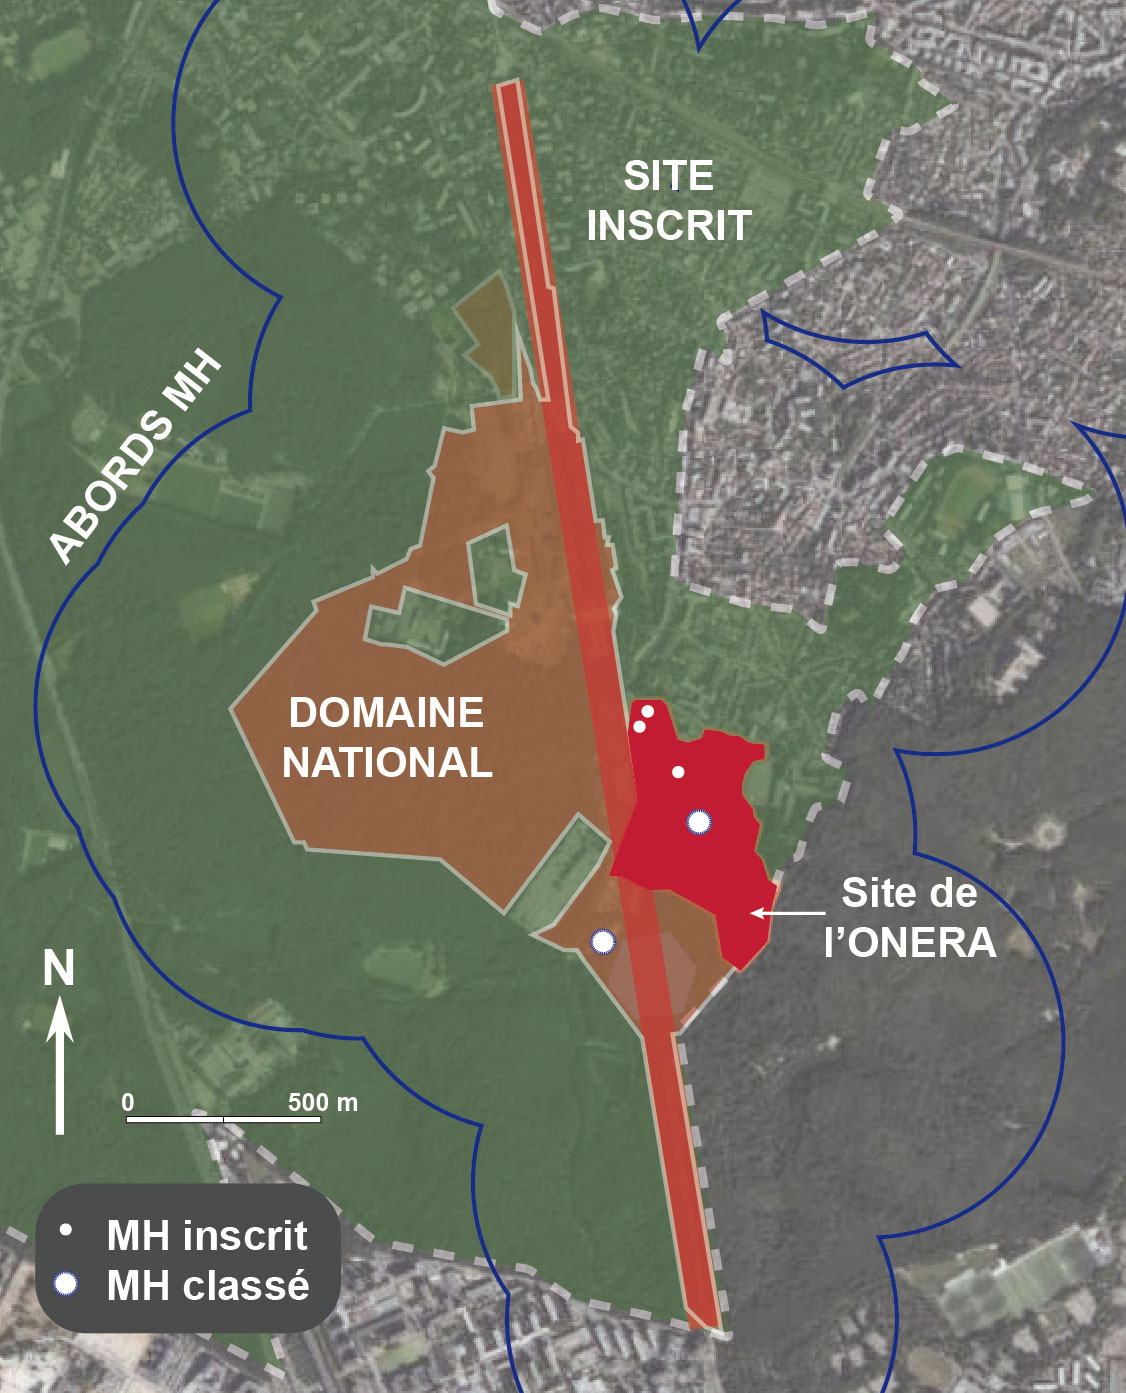 SITE
INSCRIT
ABORDS MH
DOMAINE
NATIONAL
Site de
l’ONERA
N
0 500 m
MH inscrit
MH classé